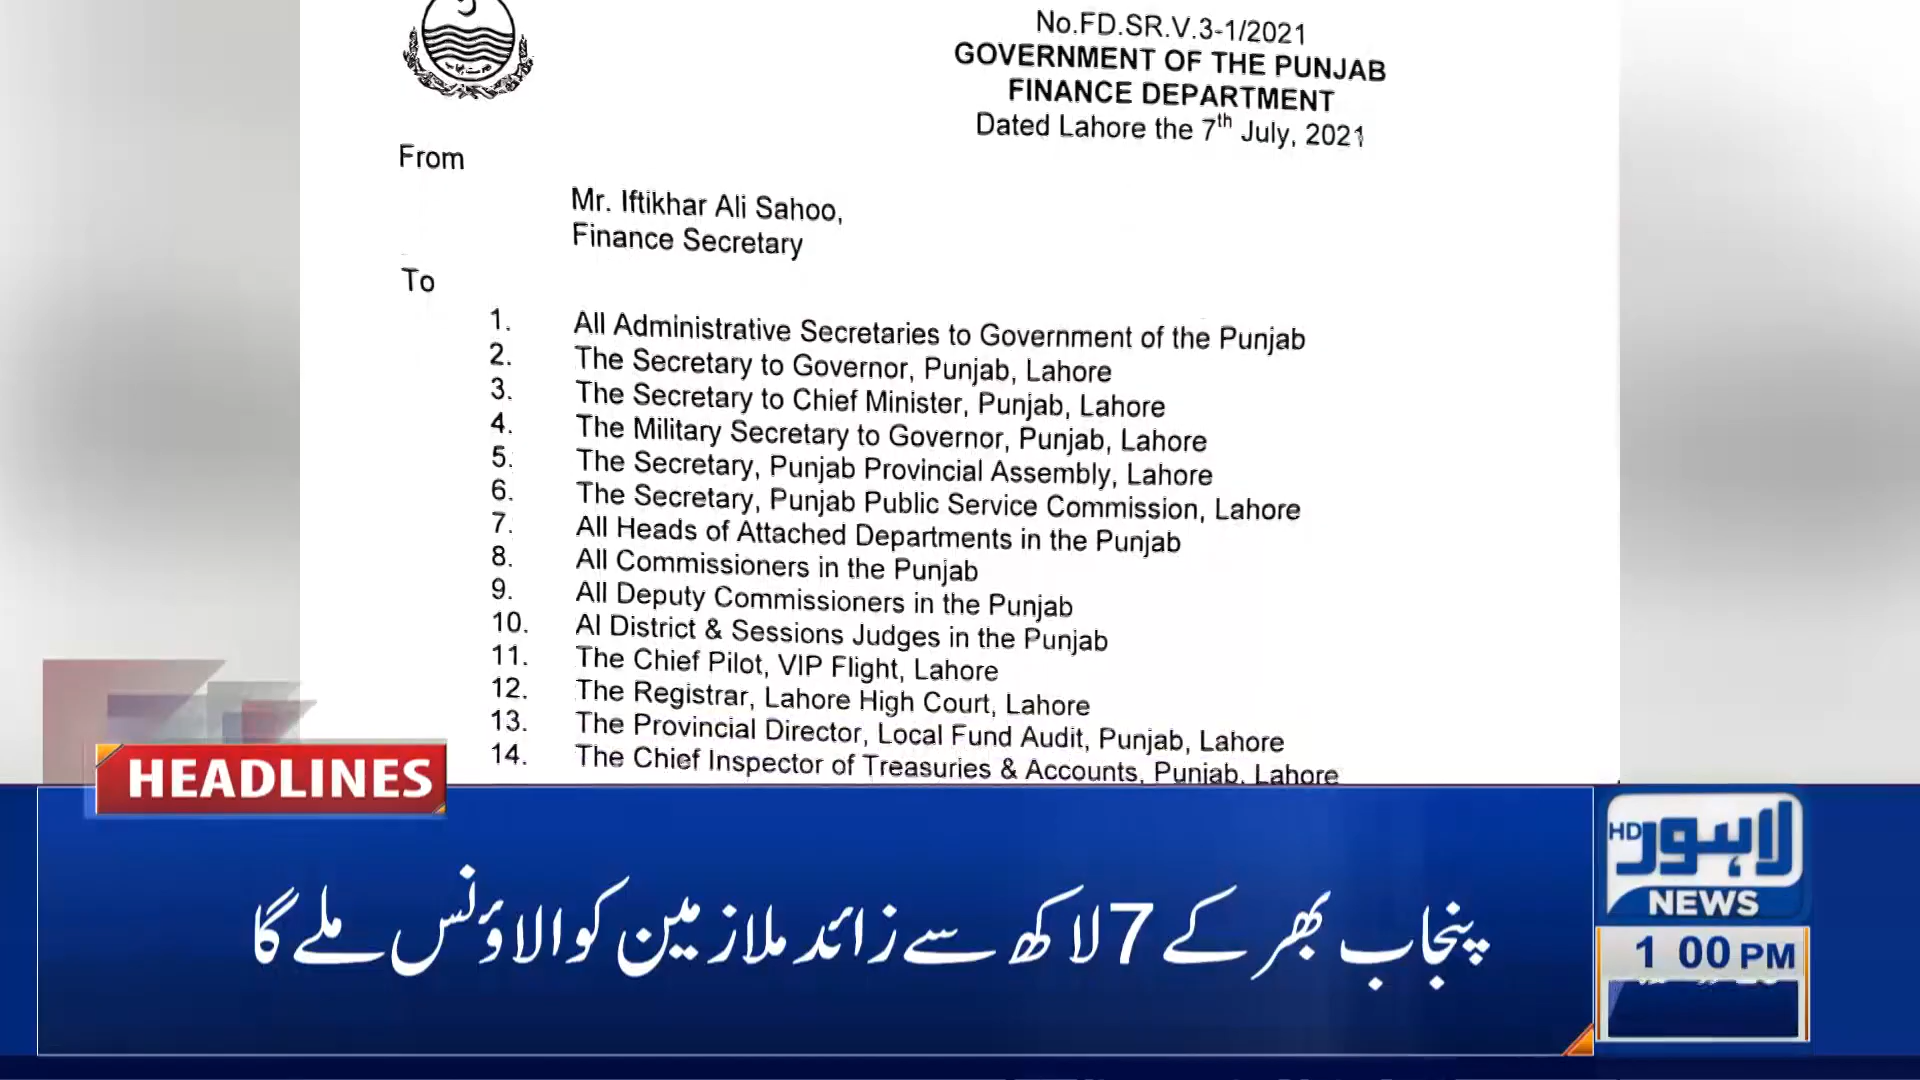 No.FD.SR.V.3-1/2021
GOVERNMENT OF THE PUNJAB
FINANCE DEPARTMENT
Dated Lahore the 7th July, 2021
From
Mr. Iftikhar Ali Sahoo,
Finance Secretary
To
1. All Administrative Secretaries to Government of the Punjab
2. The Secretary to Governor, Punjab, Lahore
3. The Secretary to Chief Minister, Punjab, Lahore
4. The Military Secretary to Governor, Punjab, Lahore
5. The Secretary, Punjab Provincial Assembly, Lahore
6. The Secretary, Punjab Public Service Commission, Lahore
7. All Heads of Attached Departments in the Punjab
8. All Commissioners in the Punjab
9. All Deputy Commissioners in the Punjab
10. Al District & Sessions Judges in the Punjab
11. The Chief Pilot, VIP Flight, Lahore
12. The Registrar, Lahore High Court, Lahore
13. The Provincial Director, Local Fund Audit, Punjab, Lahore
14. The Chief Inspector of Treasuries & Accounts, Punjab, Lahore
HEADLINES
پنجاب بھر کے 7 لاکھ سے زائد ملازمین کو الاؤنس ملے گا
لاہور HD
NEWS
1 00 PM